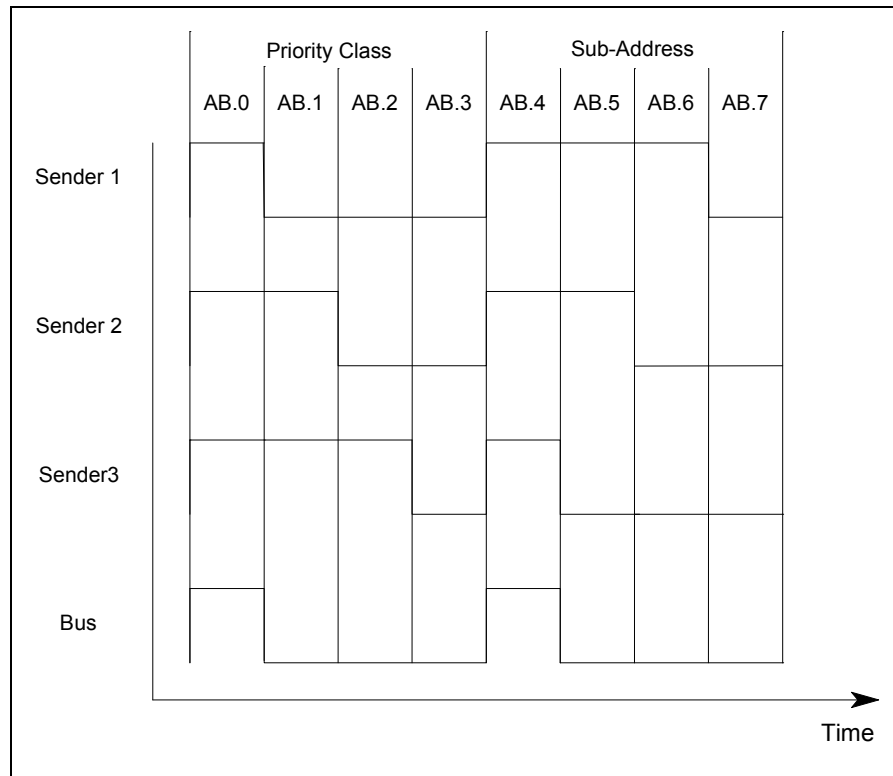 Priority Class Sub-Address
AB.0 AB.1 AB.2 AB.3 AB.4 AB.5 AB.6 AB.7
Sender 1
Sender 2
Sender3
Bus
Time